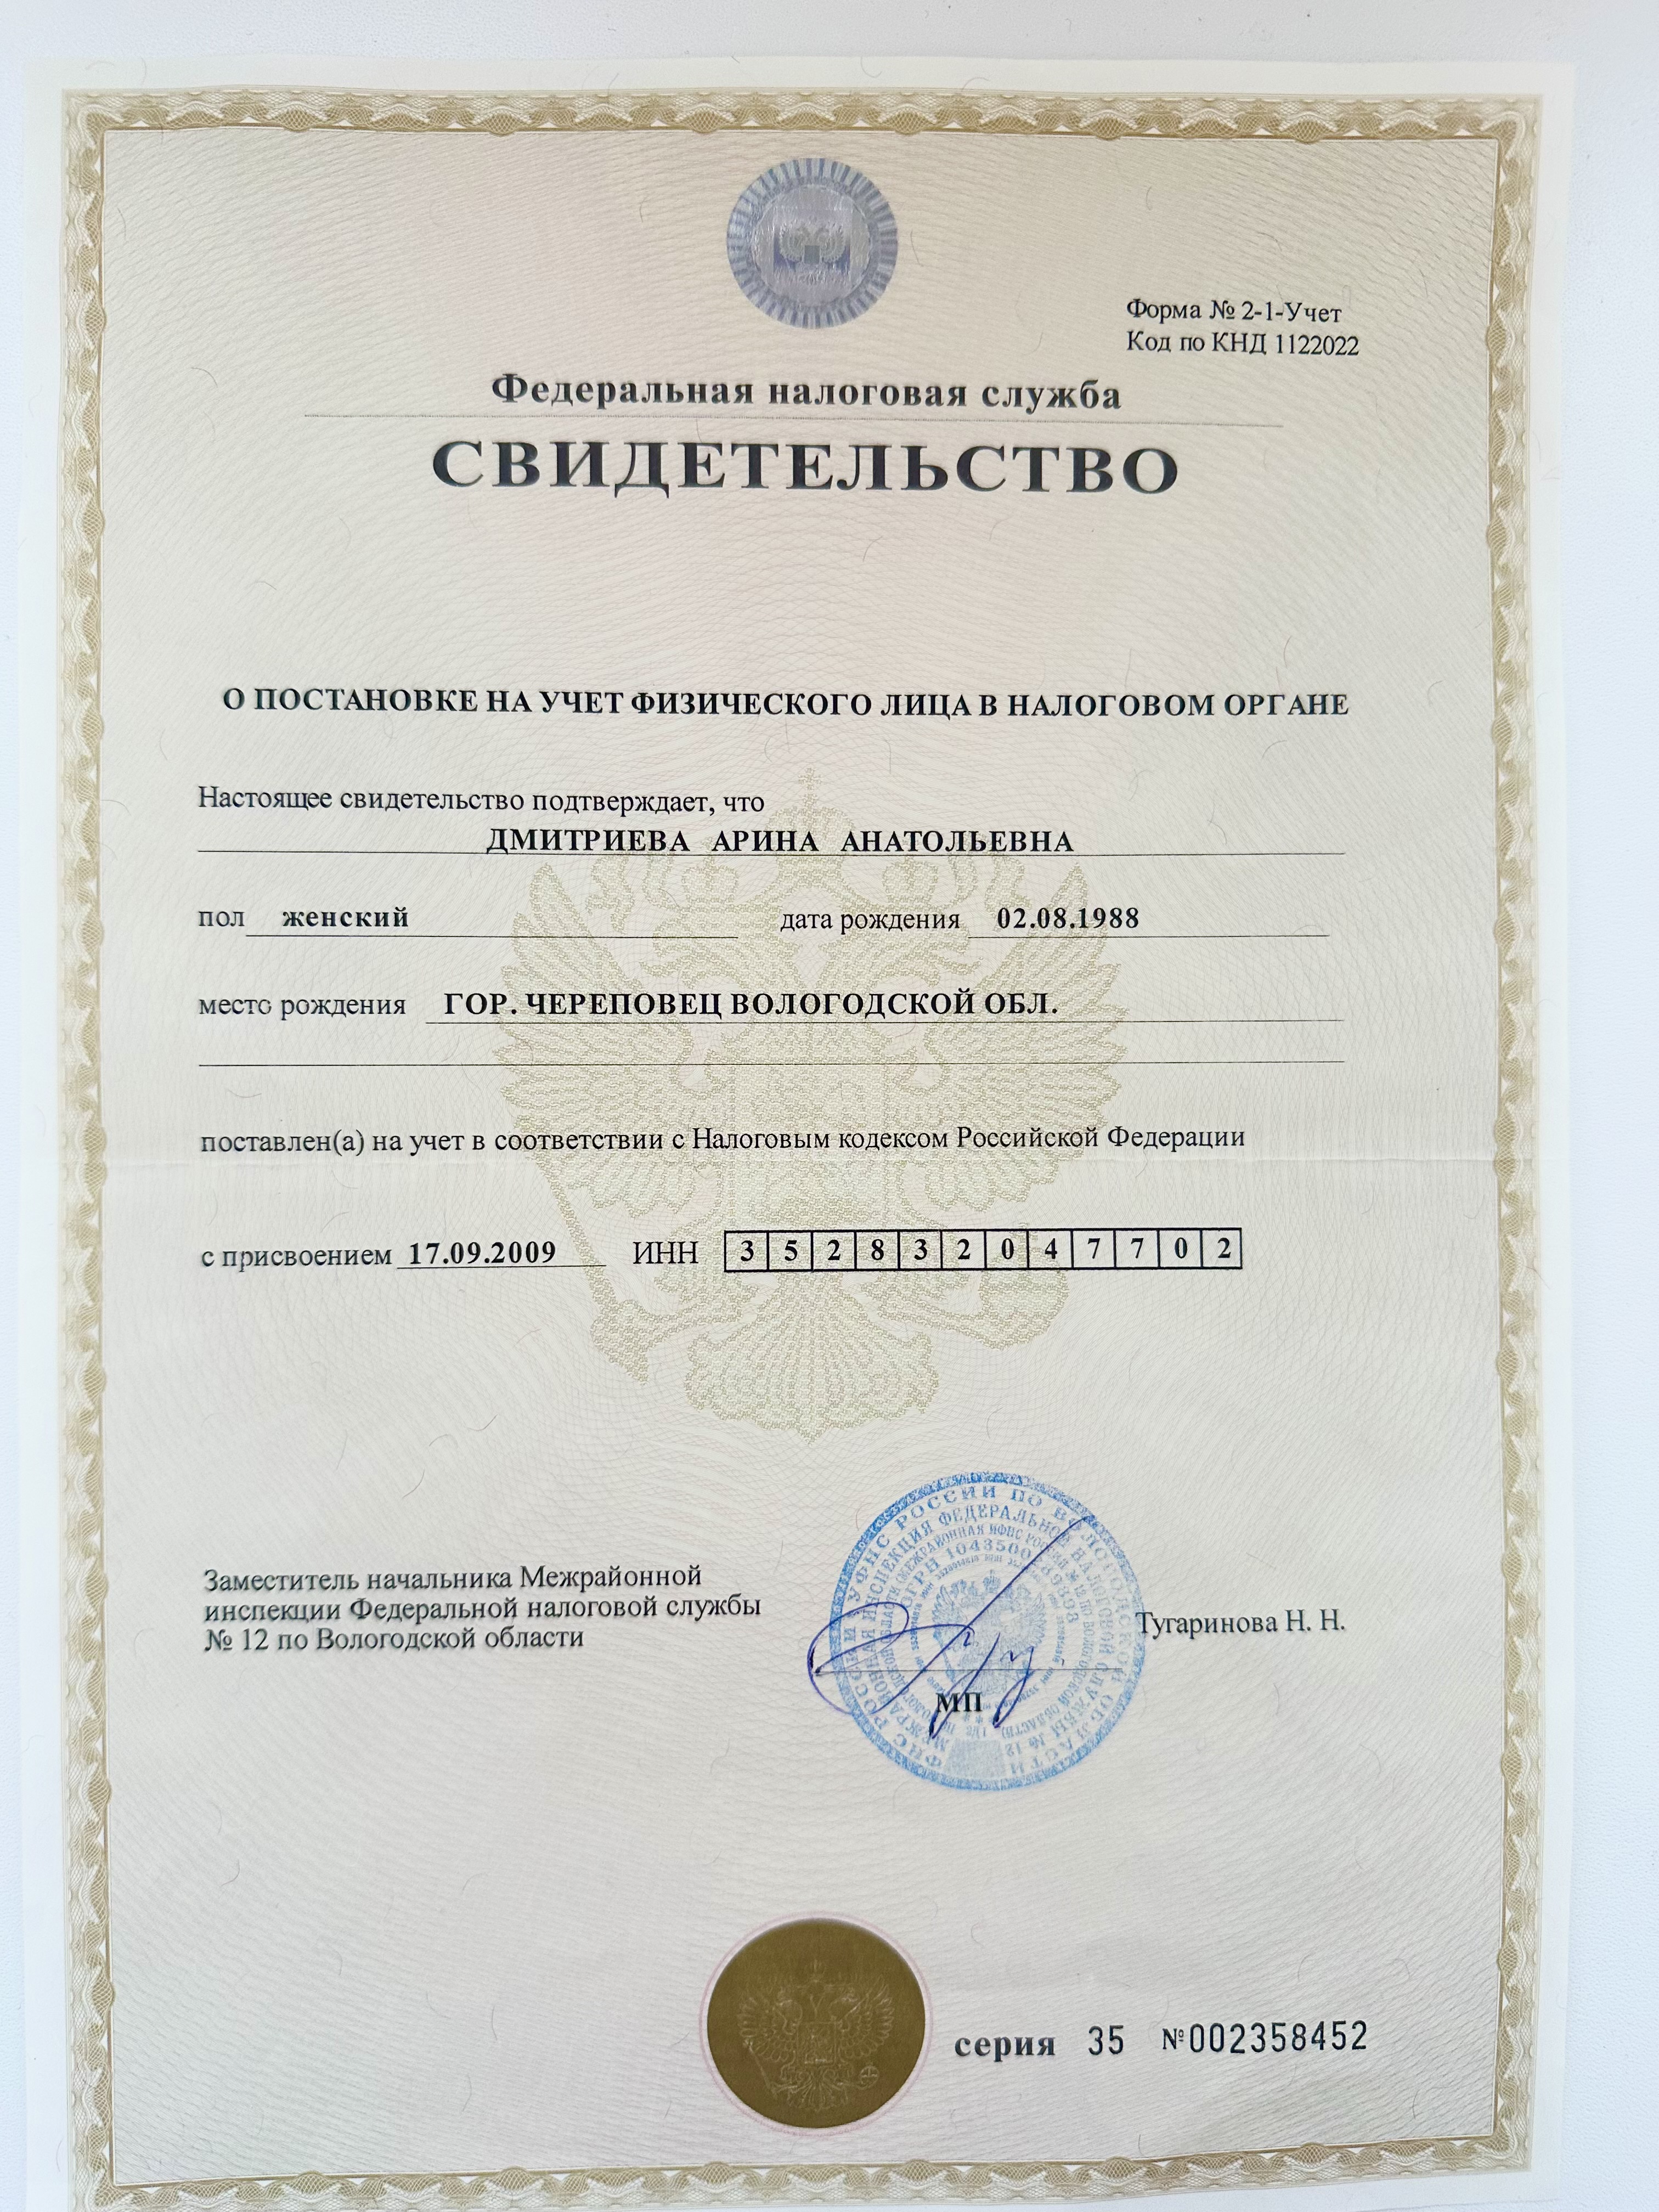 Форма № 2-1-Учет
Код по КНД 1122022
Федеральная налоговая служба
СВИДЕТЕЛЬСТВО
О ПОСТАНОВКЕ НА УЧЕТ ФИЗИЧЕСКОГО ЛИЦА В НАЛОГОВОМ ОРГАНЕ
Настоящее свидетельство подтверждает, что
ДМИТРИЕВА АРИНА АНАТОЛЬЕВНА
пол женский дата рождения 02.08.1988
место рождения ГОР. ЧЕРЕПОВЕЦ ВОЛОГОДСКОЙ ОБЛ.
поставлен(а) на учет в соответствии с Налоговым кодексом Российской Федерации
с присвоением 17.09.2009 ИНН 352832047702
Заместитель начальника Межрайонной
инспекции Федеральной налоговой службы
№ 12 по Вологодской области
Тугаринова Н. Н.
МП
серия 35 №002358452